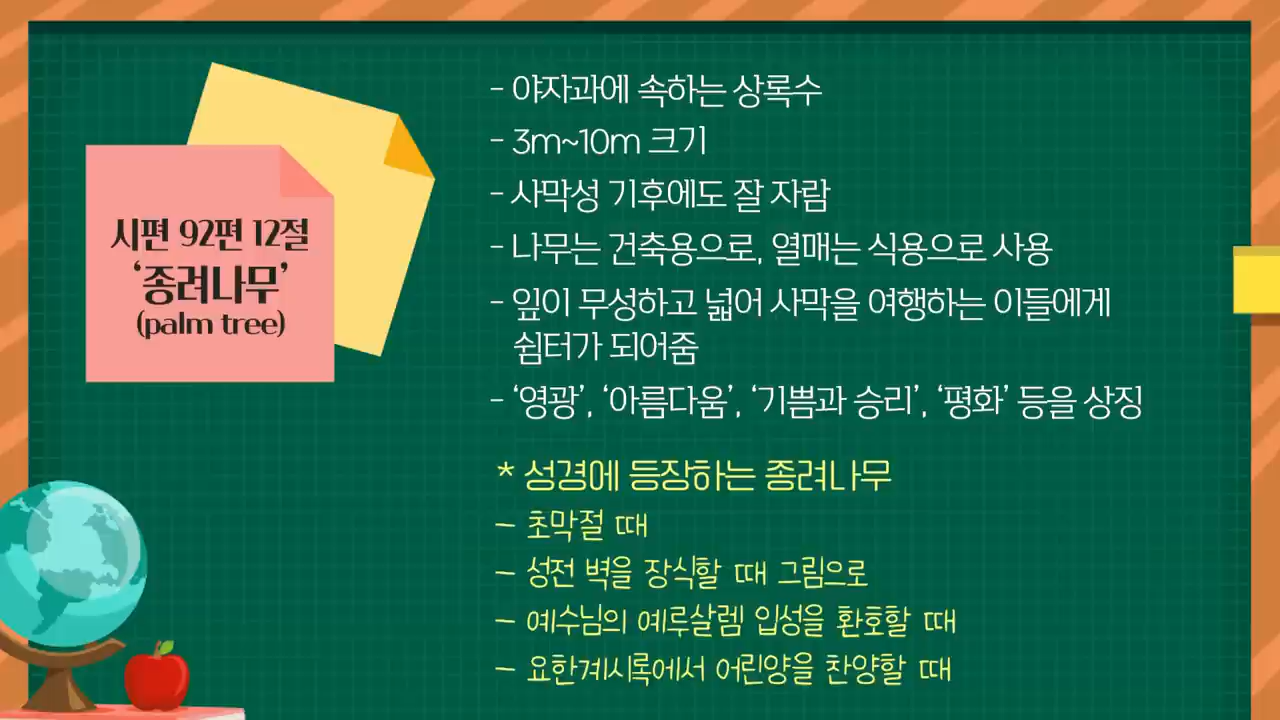 시편 92편 12절
‘종려나무’
(palm tree)
- 야자과에 속하는 상록수
- 3m~10m 크기
- 사막성 기후에도 잘 자람
- 나무는 건축용으로, 열매는 식용으로 사용
- 잎이 무성하고 넓어 사막을 여행하는 이들에게
쉼터가 되어줌
- ‘영광’, ‘아름다움’, ‘기쁨과 승리’, ‘평화’ 등을 상징
* 성경에 등장하는 종려나무
- 초막절 때
- 성전 벽을 장식할 때 그림으로
- 예수님의 예루살렘 입성을 환호할 때
- 요한계시록에서 어린양을 찬양할 때